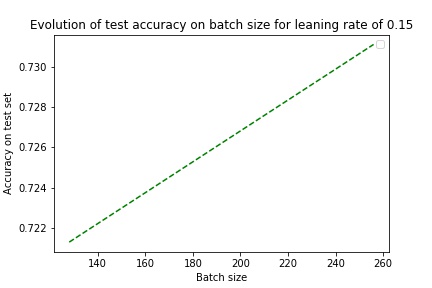 Evolution of test accuracy on batch size for leaning rate of 0.15
0.730
0.728
0.726
0.724
0.722
Accuracy on test set
140 160 180 200 220 240 260
Batch size